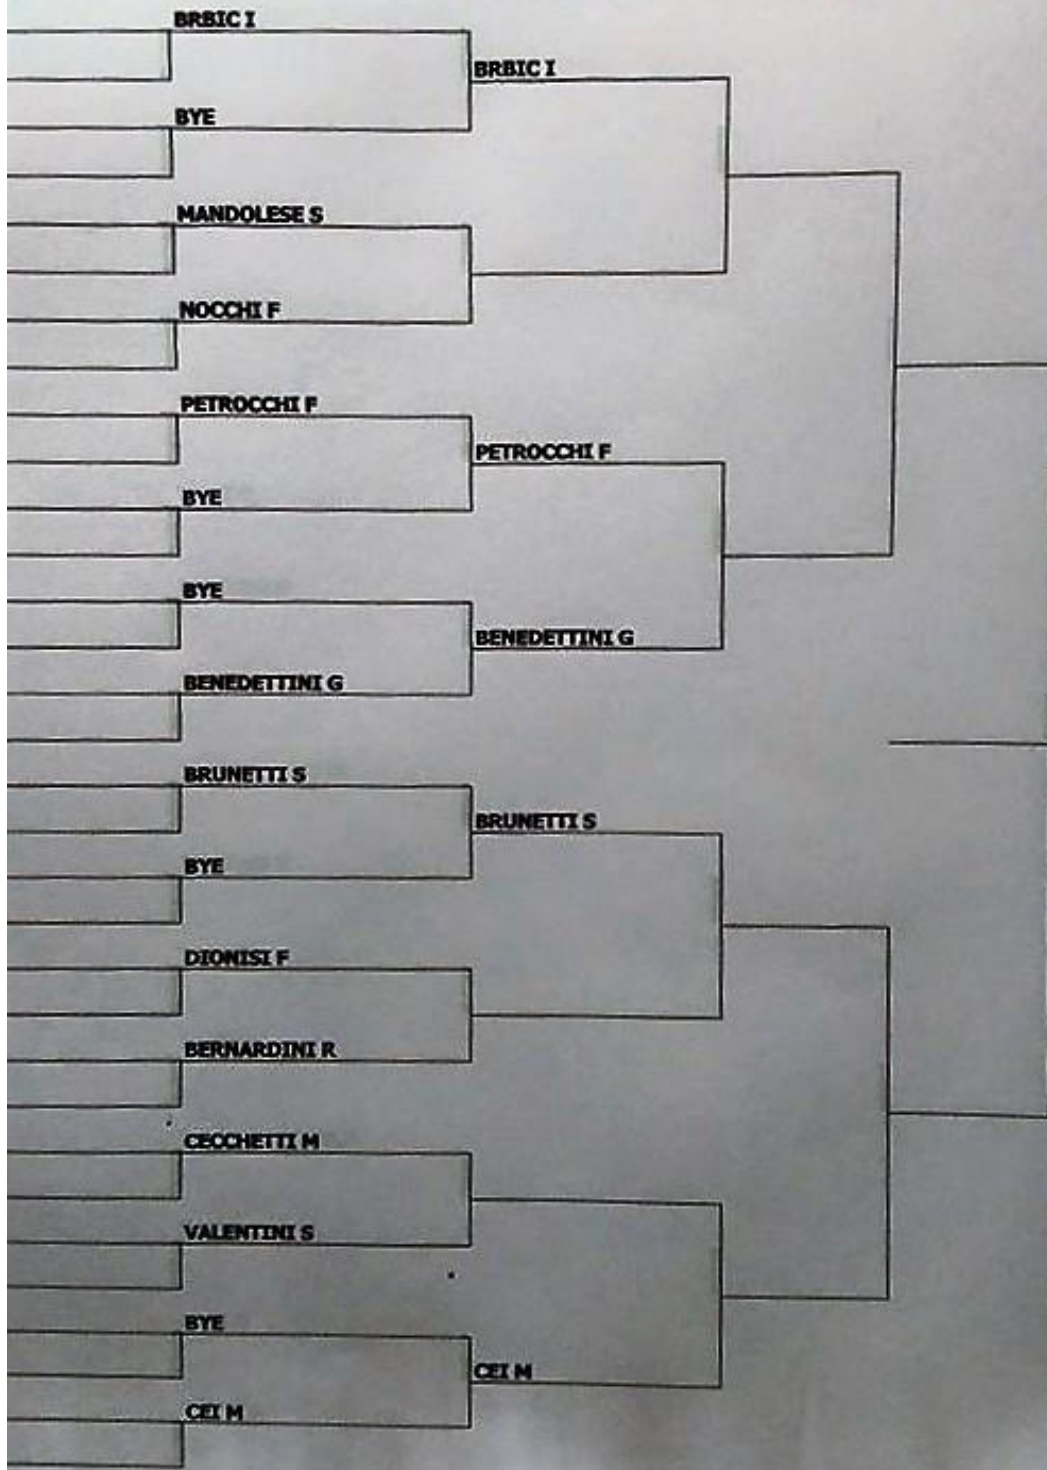 BRBIC I
BRBIC I
BYE
MANDOLESE S
NOCCHI F
PETROCCHI F
PETROCCHI F
BYE
BYE
BENEDETTINI G
BENEDETTINI G
BRUNETTI S
BRUNETTI S
BYE
DIONISI F
BERNARDINI R
CECCHETTI M
VALENTINI S
BYE
CEI M
CEI M